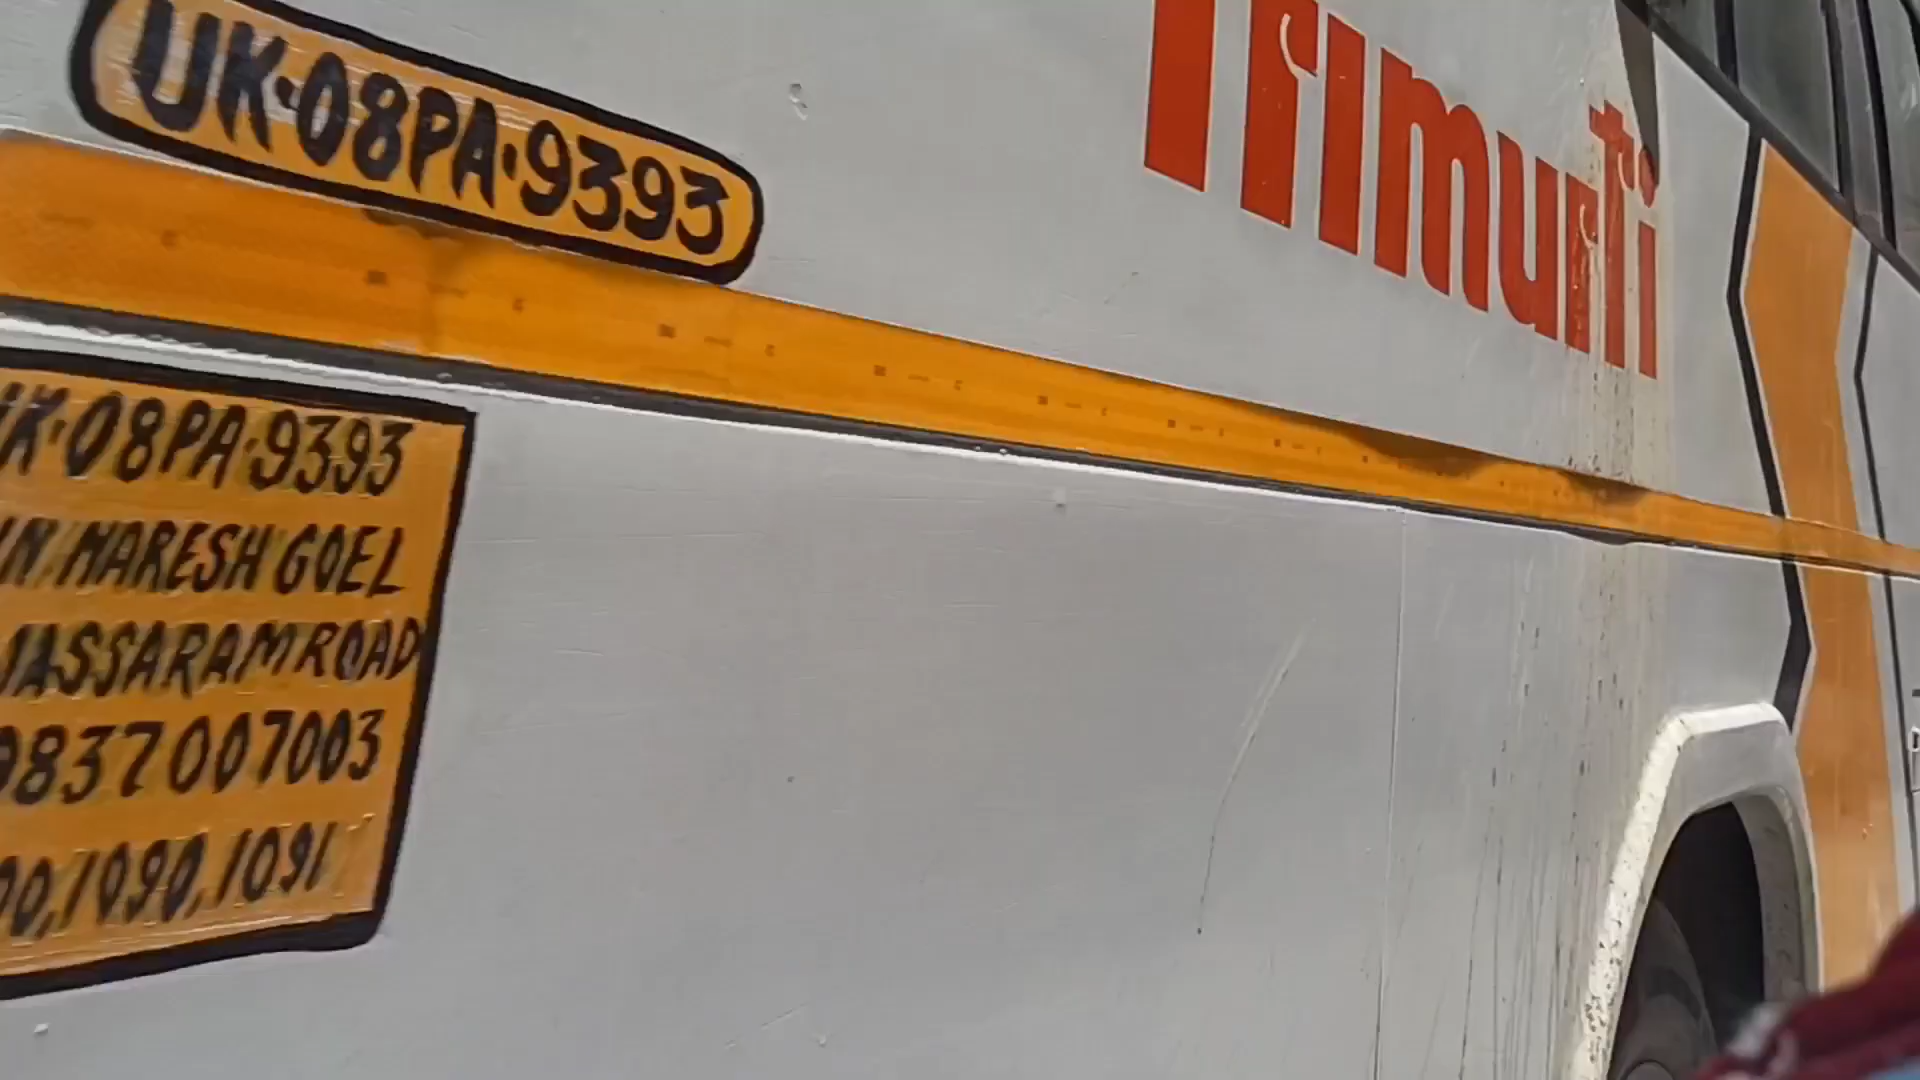 UK·08PA·9393
Trimurti
UK·08PA·9393
NARESH GOEL
JASSARAM ROAD
9837007003
1090, 1091